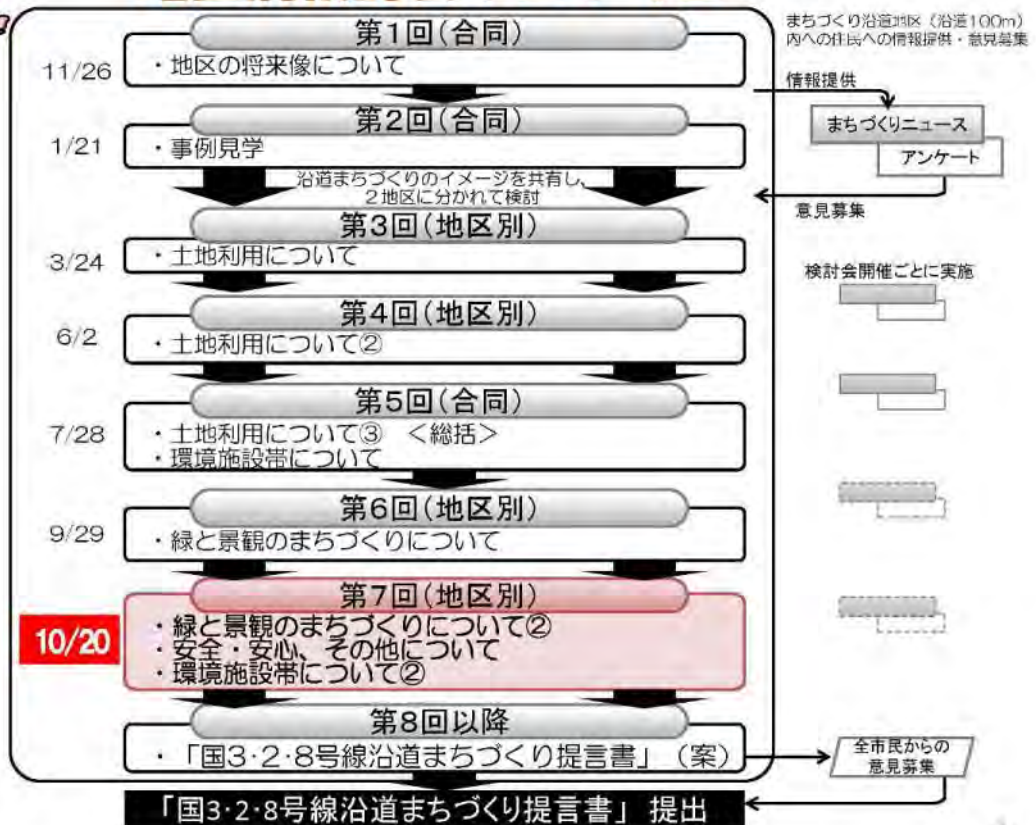 まちづくり沿道地区（沿道100m）
内への住民への情報提供・意見募集
第1回(合同)
11/26
・地区の将来像について
情報提供
まちづくりニュース
アンケート
意見募集
第2回(合同)
1/21
・事例見学
沿道まちづくりのイメージを共有し、
2地区に分かれて検討
第3回(地区別)
3/24
・土地利用について
検討会開催ごとに実施
第4回(地区別)
6/2
・土地利用について②
第5回(合同)
7/28
・土地利用について③　＜総括＞
・環境施設帯について
第6回(地区別)
9/29
・緑と景観のまちづくりについて
第7回(地区別)
10/20
・緑と景観のまちづくりについて②
・安全・安心、その他について
・環境施設帯について②
第8回以降
・「国3・2・8号線沿道まちづくり提言書」（案）
全市民からの
意見募集
「国3・2・8号線沿道まちづくり提言書」 提出